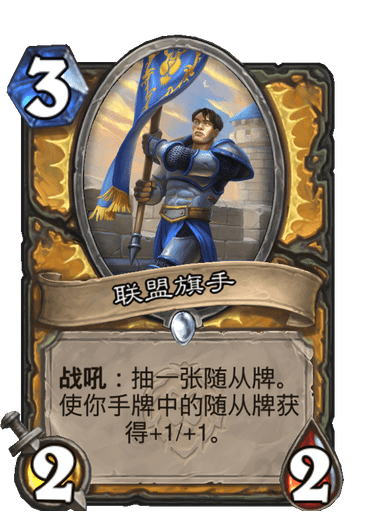 3
联盟旗手
战吼：抽一张随从牌。
使你手牌中的随从牌获
得+1/+1。
2
2